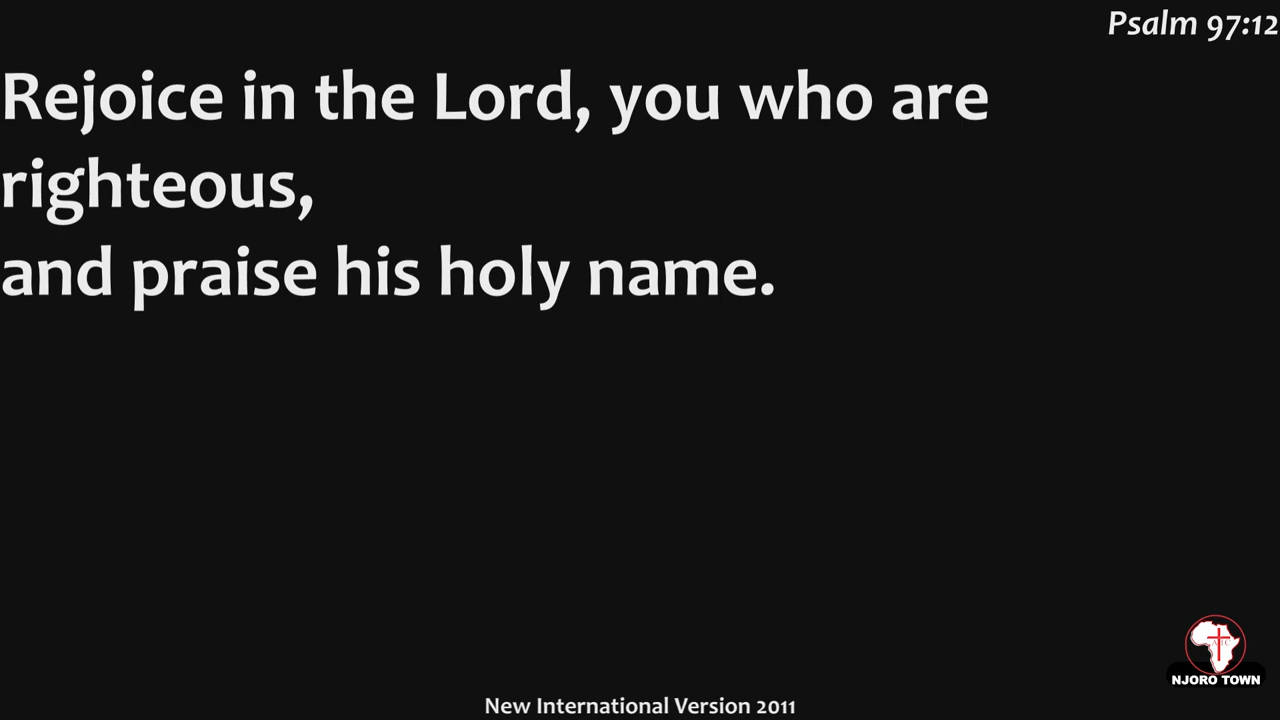 Psalm 97:12
Rejoice in the Lord, you who are
righteous,
and praise his holy name.
NJORO TOWN
New International Version 2011